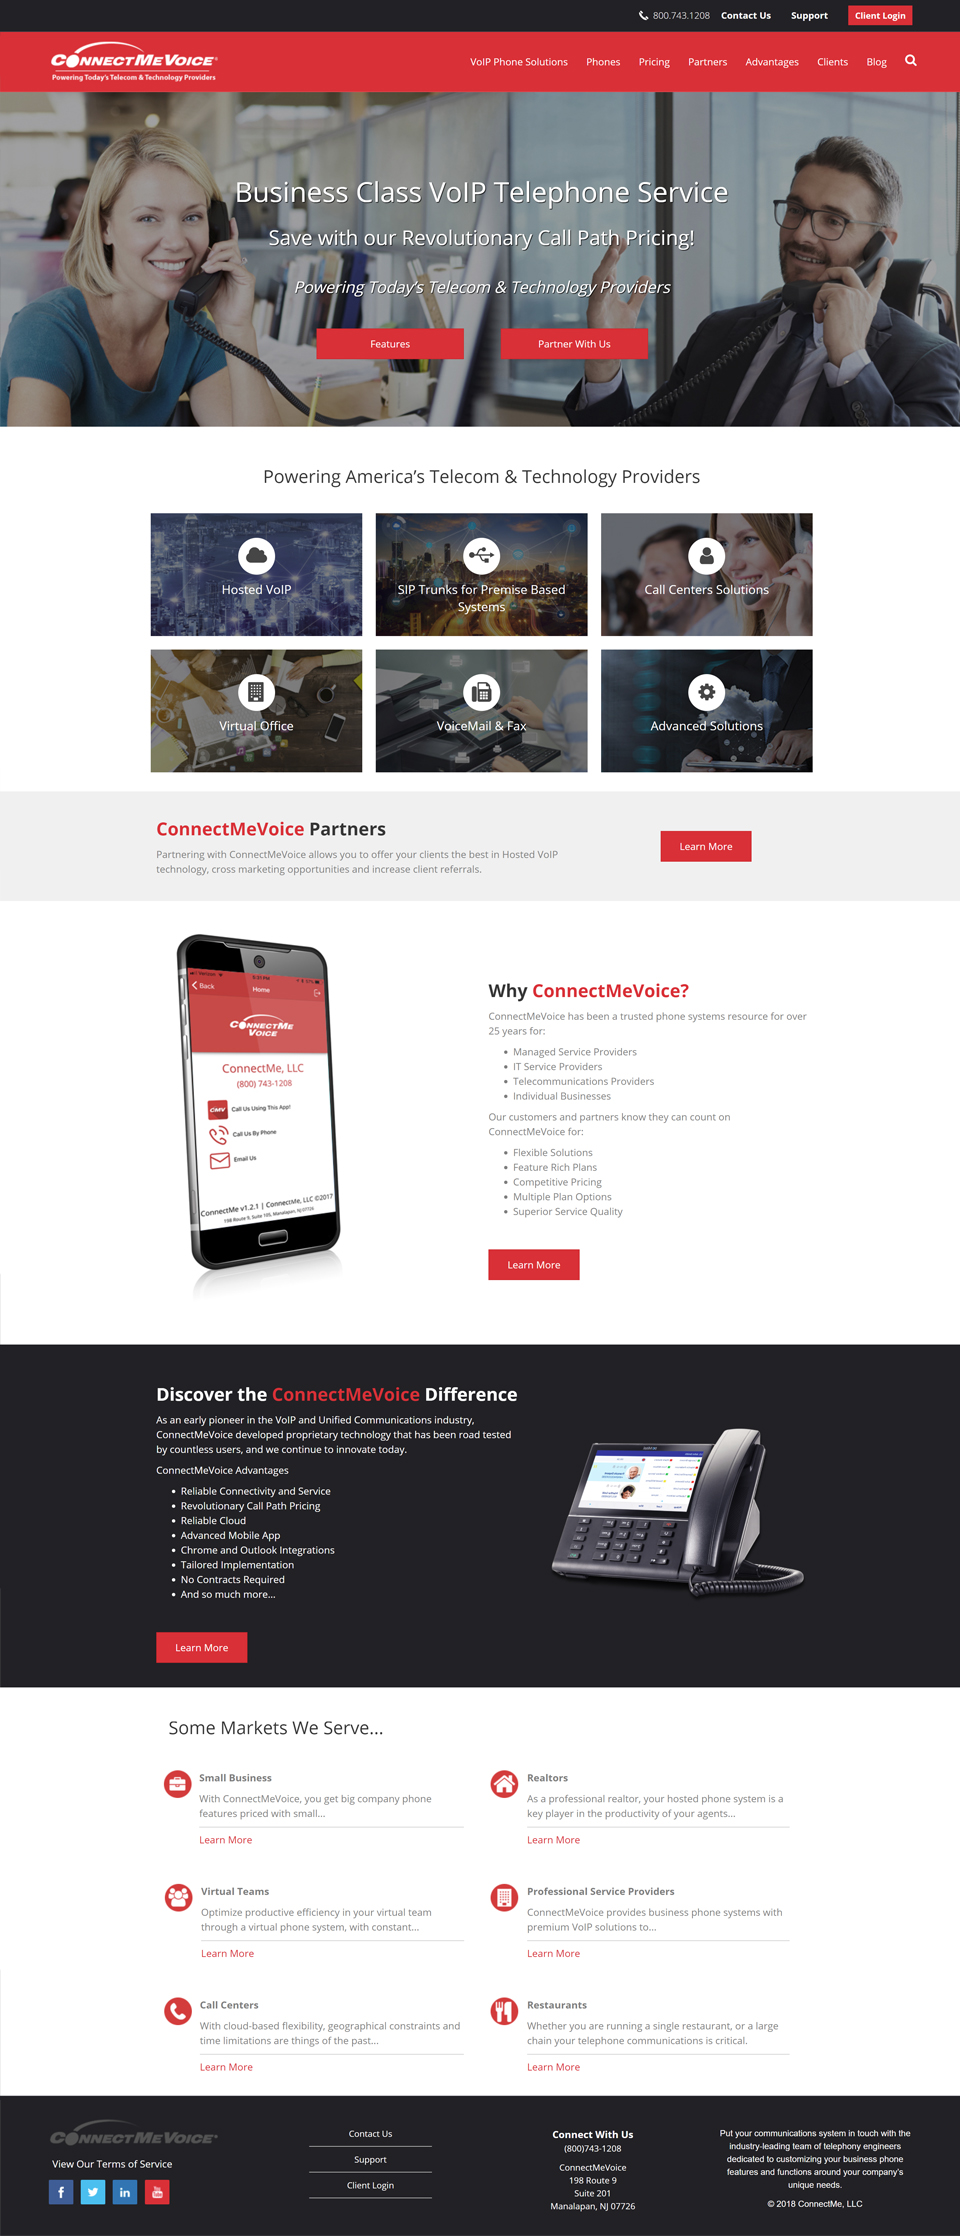 800.743.1208 Contact Us Support Client Login
CONNECTMEVOICE®
Powering Today's Telecom & Technology Providers
VoIP Phone Solutions Phones Pricing Partners Advantages Clients Blog
Business Class VoIP Telephone Service
Save with our Revolutionary Call Path Pricing!
Powering Today's Telecom & Technology Providers
Features Partner With Us
Powering America's Telecom & Technology Providers
Hosted VoIP
SIP Trunks for Premise Based
Systems
Call Centers Solutions
Virtual Office
VoiceMail & Fax
Advanced Solutions
ConnectMeVoice Partners
Partnering with ConnectMeVoice allows you to offer your clients the best in Hosted VoIP
technology, cross marketing opportunities and increase client referrals.
Learn More
Verizon
Back Home
CONNECTME
VOICE
ConnectMe, LLC
(800) 743-1208
CMV Call Us Using This App!
Call Us By Phone
Email Us
ConnectMe v1.2.1 | ConnectMe, LLC ©2017
198 Route 9, Suite 105, Manalapan, NJ 07726
Why ConnectMeVoice?
ConnectMeVoice has been a trusted phone systems resource for over
25 years for:
• Managed Service Providers
• IT Service Providers
• Telecommunications Providers
• Individual Businesses
Our customers and partners know they can count on
ConnectMeVoice for:
• Flexible Solutions
• Feature Rich Plans
• Competitive Pricing
• Multiple Plan Options
• Superior Service Quality
Learn More
Discover the ConnectMeVoice Difference
As an early pioneer in the VoIP and Unified Communications industry,
ConnectMeVoice developed proprietary technology that has been road tested
by countless users, and we continue to innovate today.
ConnectMeVoice Advantages
• Reliable Connectivity and Service
• Revolutionary Call Path Pricing
• Reliable Cloud
• Advanced Mobile App
• Chrome and Outlook Integrations
• Tailored Implementation
• No Contracts Required
• And so much more...
Learn More
Some Markets We Serve...
Small Business
With ConnectMeVoice, you get big company phone
features priced with small...
Learn More
Realtors
As a professional realtor, your hosted phone system is a
key player in the productivity of your agents...
Learn More
Virtual Teams
Optimize productive efficiency in your virtual team
through a virtual phone system, with constant...
Learn More
Professional Service Providers
ConnectMeVoice provides business phone systems with
premium VoIP solutions to...
Learn More
Call Centers
With cloud-based flexibility, geographical constraints and
time limitations are things of the past...
Learn More
Restaurants
Whether you are running a single restaurant, or a large
chain your telephone communications is critical.
Learn More
CONNECTMEVOICE®
View Our Terms of Service
Contact Us
Support
Client Login
Connect With Us
(800)743-1208
ConnectMeVoice
198 Route 9
Suite 201
Manalapan, NJ 07726
Put your communications system in touch with the
industry-leading team of telephony engineers
dedicated to customizing your business phone
features and functions around your company's
unique needs.
© 2018 ConnectMe, LLC